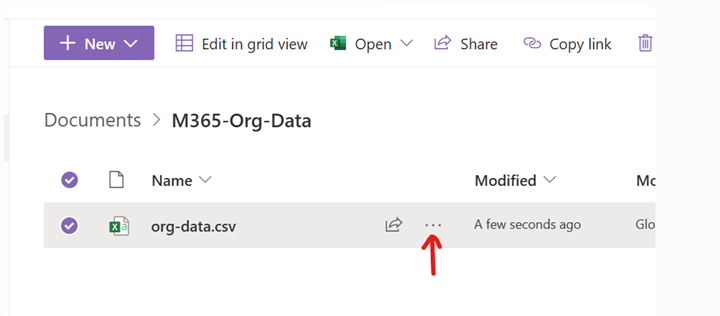 New Edit in grid view Open Share Copy link
Documents > M365-Org-Data
Name Modified Mo
org-data.csv ... A few seconds ago Glo